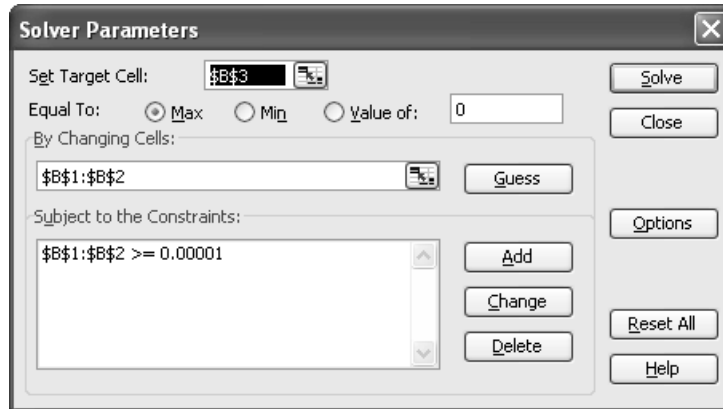 Solver Parameters
Set Target Cell: $B$3 Solve
Equal To: Max Min Value of: 0 Close
By Changing Cells:
$B$1:$B$2 Guess
Subject to the Constraints: Options
$B$1:$B$2 >= 0.00001 Add
Change
Reset All
Delete
Help